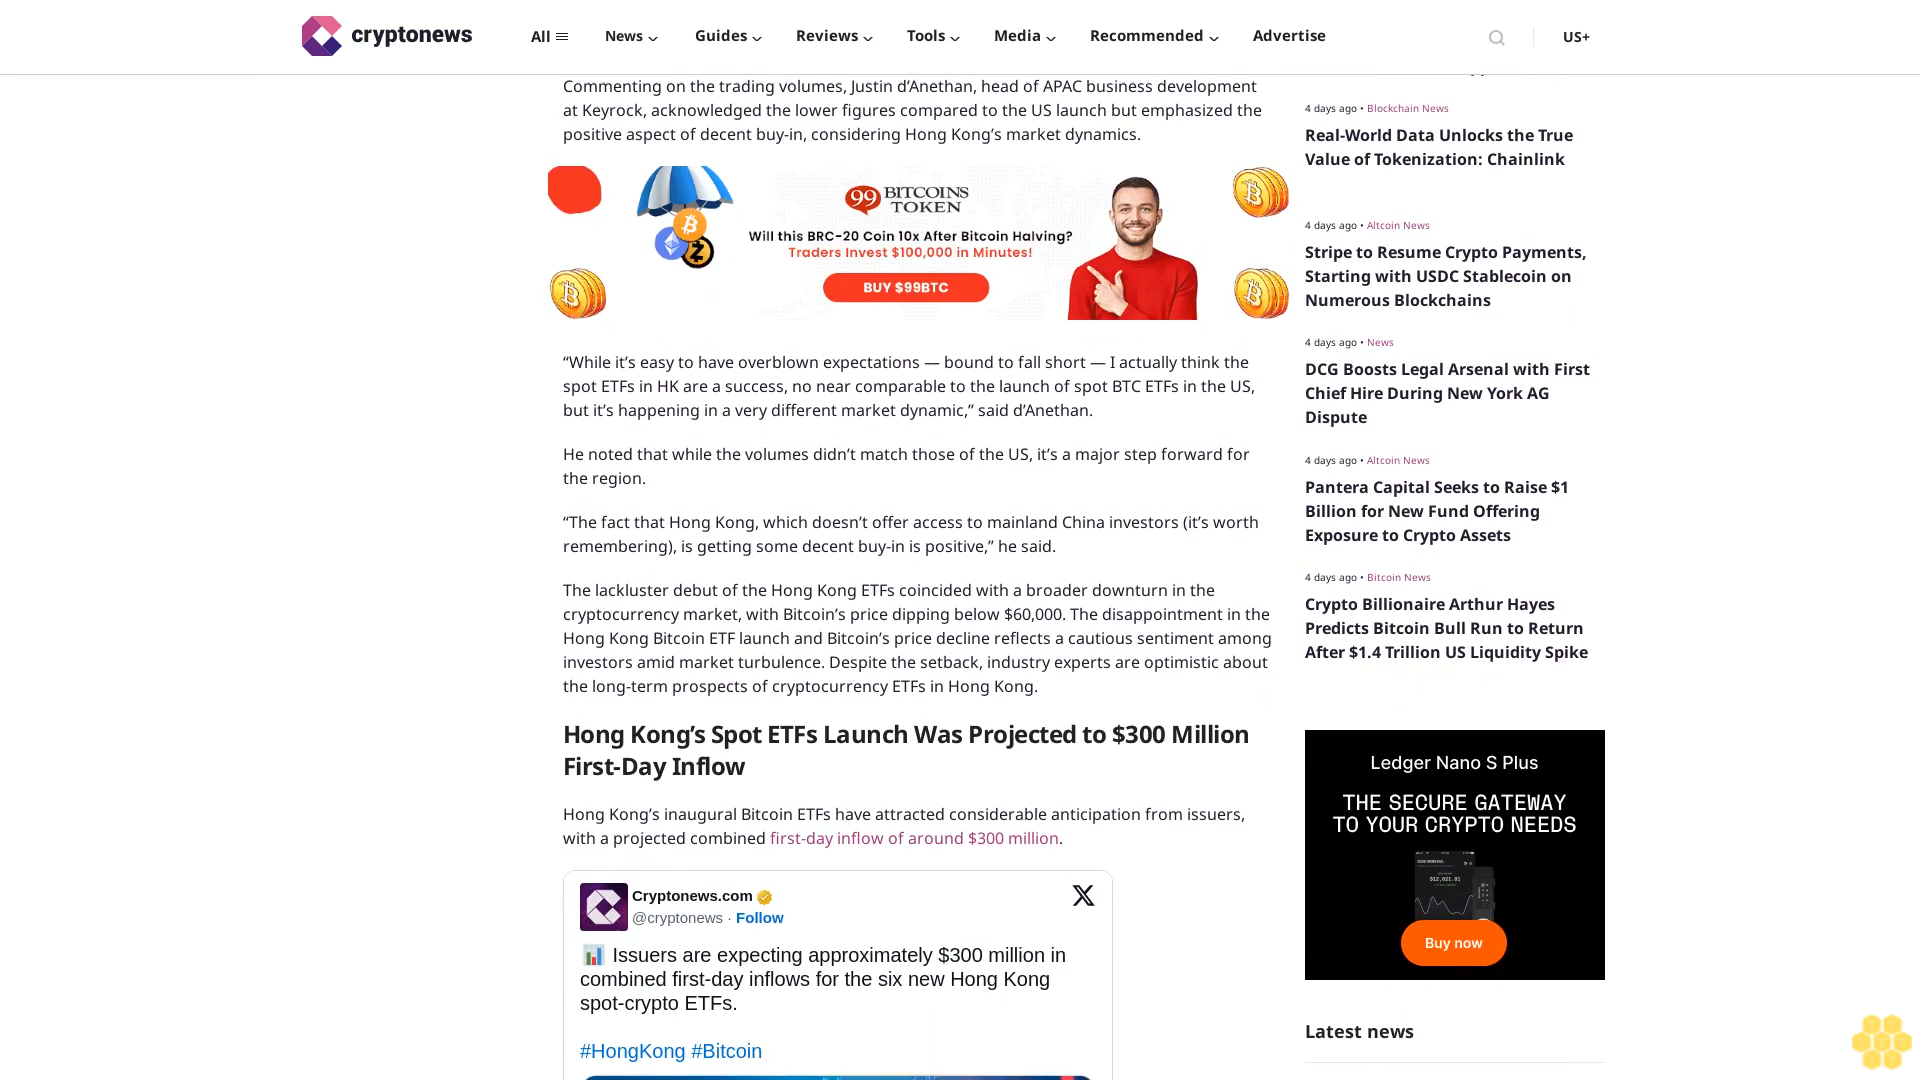 cryptonews
All
News
Guides
Reviews
Tools
Media
Recommended
Advertise
US+
Commenting on the trading volumes, Justin d’Anethan, head of APAC business development
at Keyrock, acknowledged the lower figures compared to the US launch but emphasized the
positive aspect of decent buy-in, considering Hong Kong’s market dynamics.
99 BITCOINS
TOKEN
Will this BRC-20 Coin 10x After Bitcoin Halving?
Traders Invest $100,000 in Minutes!
BUY $99BTC
“While it’s easy to have overblown expectations — bound to fall short — I actually think the
spot ETFs in HK are a success, no near comparable to the launch of spot BTC ETFs in the US,
but it’s happening in a very different market dynamic,” said d’Anethan.
He noted that while the volumes didn’t match those of the US, it’s a major step forward for
the region.
“The fact that Hong Kong, which doesn’t offer access to mainland China investors (it’s worth
remembering), is getting some decent buy-in is positive,” he said.
The lackluster debut of the Hong Kong ETFs coincided with a broader downturn in the
cryptocurrency market, with Bitcoin’s price dipping below $60,000. The disappointment in the
Hong Kong Bitcoin ETF launch and Bitcoin’s price decline reflects a cautious sentiment among
investors amid market turbulence. Despite the setback, industry experts are optimistic about
the long-term prospects of cryptocurrency ETFs in Hong Kong.
Hong Kong’s Spot ETFs Launch Was Projected to $300 Million
First-Day Inflow
Hong Kong’s inaugural Bitcoin ETFs have attracted considerable anticipation from issuers,
with a projected combined first-day inflow of around $300 million.
Cryptonews.com
@cryptonews · Follow
📊 Issuers are expecting approximately $300 million in
combined first-day inflows for the six new Hong Kong
spot-crypto ETFs.
#HongKong #Bitcoin
4 days ago • Blockchain News
Real-World Data Unlocks the True
Value of Tokenization: Chainlink
4 days ago • Altcoin News
Stripe to Resume Crypto Payments,
Starting with USDC Stablecoin on
Numerous Blockchains
4 days ago • News
DCG Boosts Legal Arsenal with First
Chief Hire During New York AG
Dispute
4 days ago • Altcoin News
Pantera Capital Seeks to Raise $1
Billion for New Fund Offering
Exposure to Crypto Assets
4 days ago • Bitcoin News
Crypto Billionaire Arthur Hayes
Predicts Bitcoin Bull Run to Return
After $1.4 Trillion US Liquidity Spike
Ledger Nano S Plus
THE SECURE GATEWAY
TO YOUR CRYPTO NEEDS
$12,021.81
Buy now
Latest news